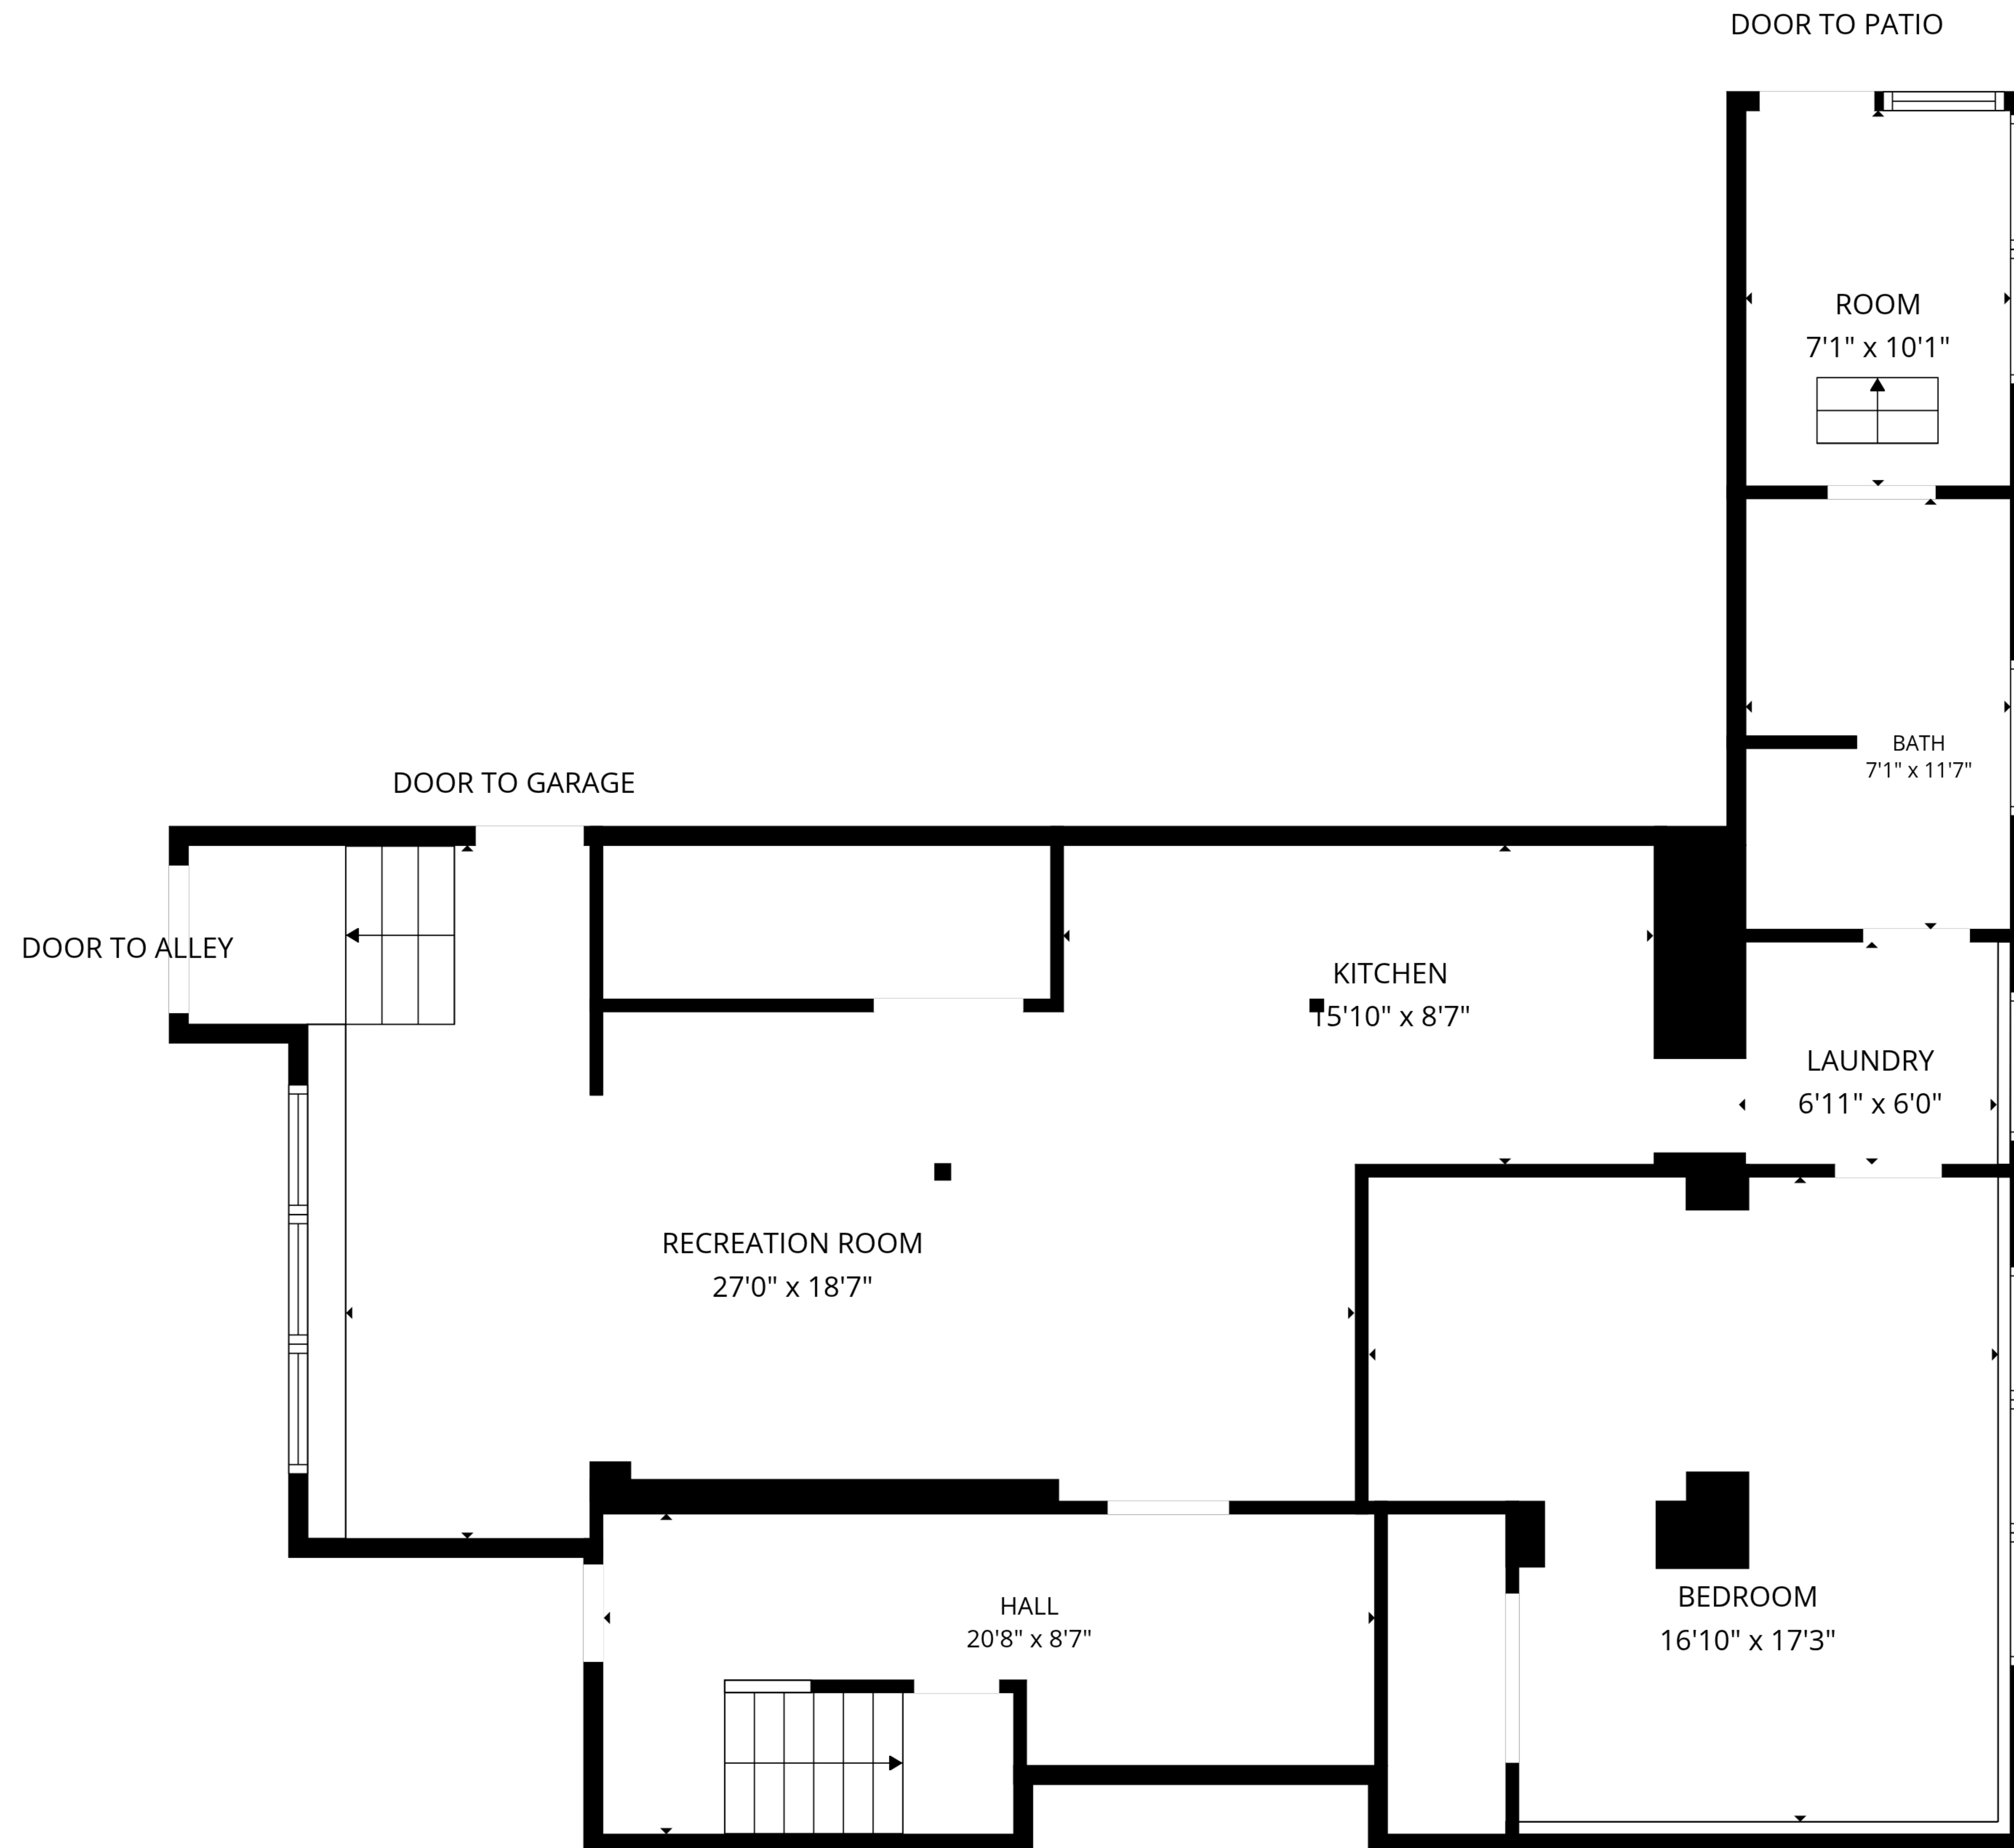 DOOR TO PATIO
ROOM
7'1" x 10'1"
BATH
7'1" x 11'7"
DOOR TO GARAGE
DOOR TO ALLEY
KITCHEN
15'10" x 8'7"
LAUNDRY
6'11" x 6'0"
RECREATION ROOM
27'0" x 18'7"
HALL
20'8" x 8'7"
BEDROOM
16'10" x 17'3"